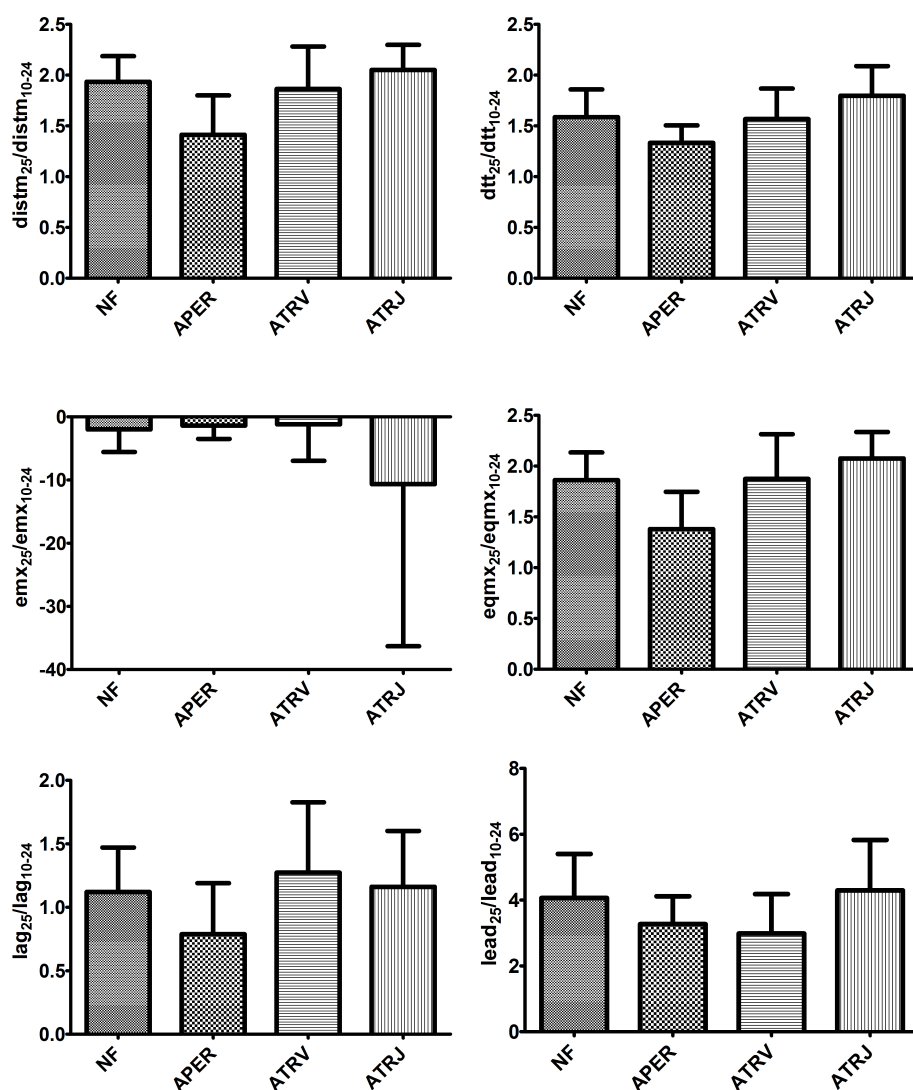 distm25/distm10-24
2.5
2.0
1.5
1.0
0.5
0.0
NF
APER
ATRV
ATRJ
dtt25/dtt10-24
2.5
2.0
1.5
1.0
0.5
0.0
NF
APER
ATRV
ATRJ
emx25/emx10-24
0
-10
-20
-30
-40
NF
APER
ATRV
ATRJ
eqmx25/eqmx10-24
2.5
2.0
1.5
1.0
0.5
0.0
NF
APER
ATRV
ATRJ
lag25/lag10-24
2.0
1.5
1.0
0.5
0.0
NF
APER
ATRV
ATRJ
lead25/lead10-24
8
6
4
2
0
NF
APER
ATRV
ATRJ